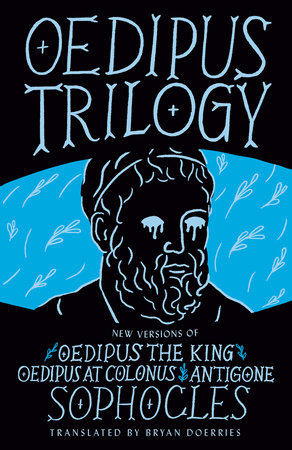 OEDIPUS
TRILOGY
NEW VERSIONS OF
OEDIPUS THE KING
OEDIPUS AT COLONUS ANTIGONE
SOPHOCLES
TRANSLATED BY BRYAN DOERRIES